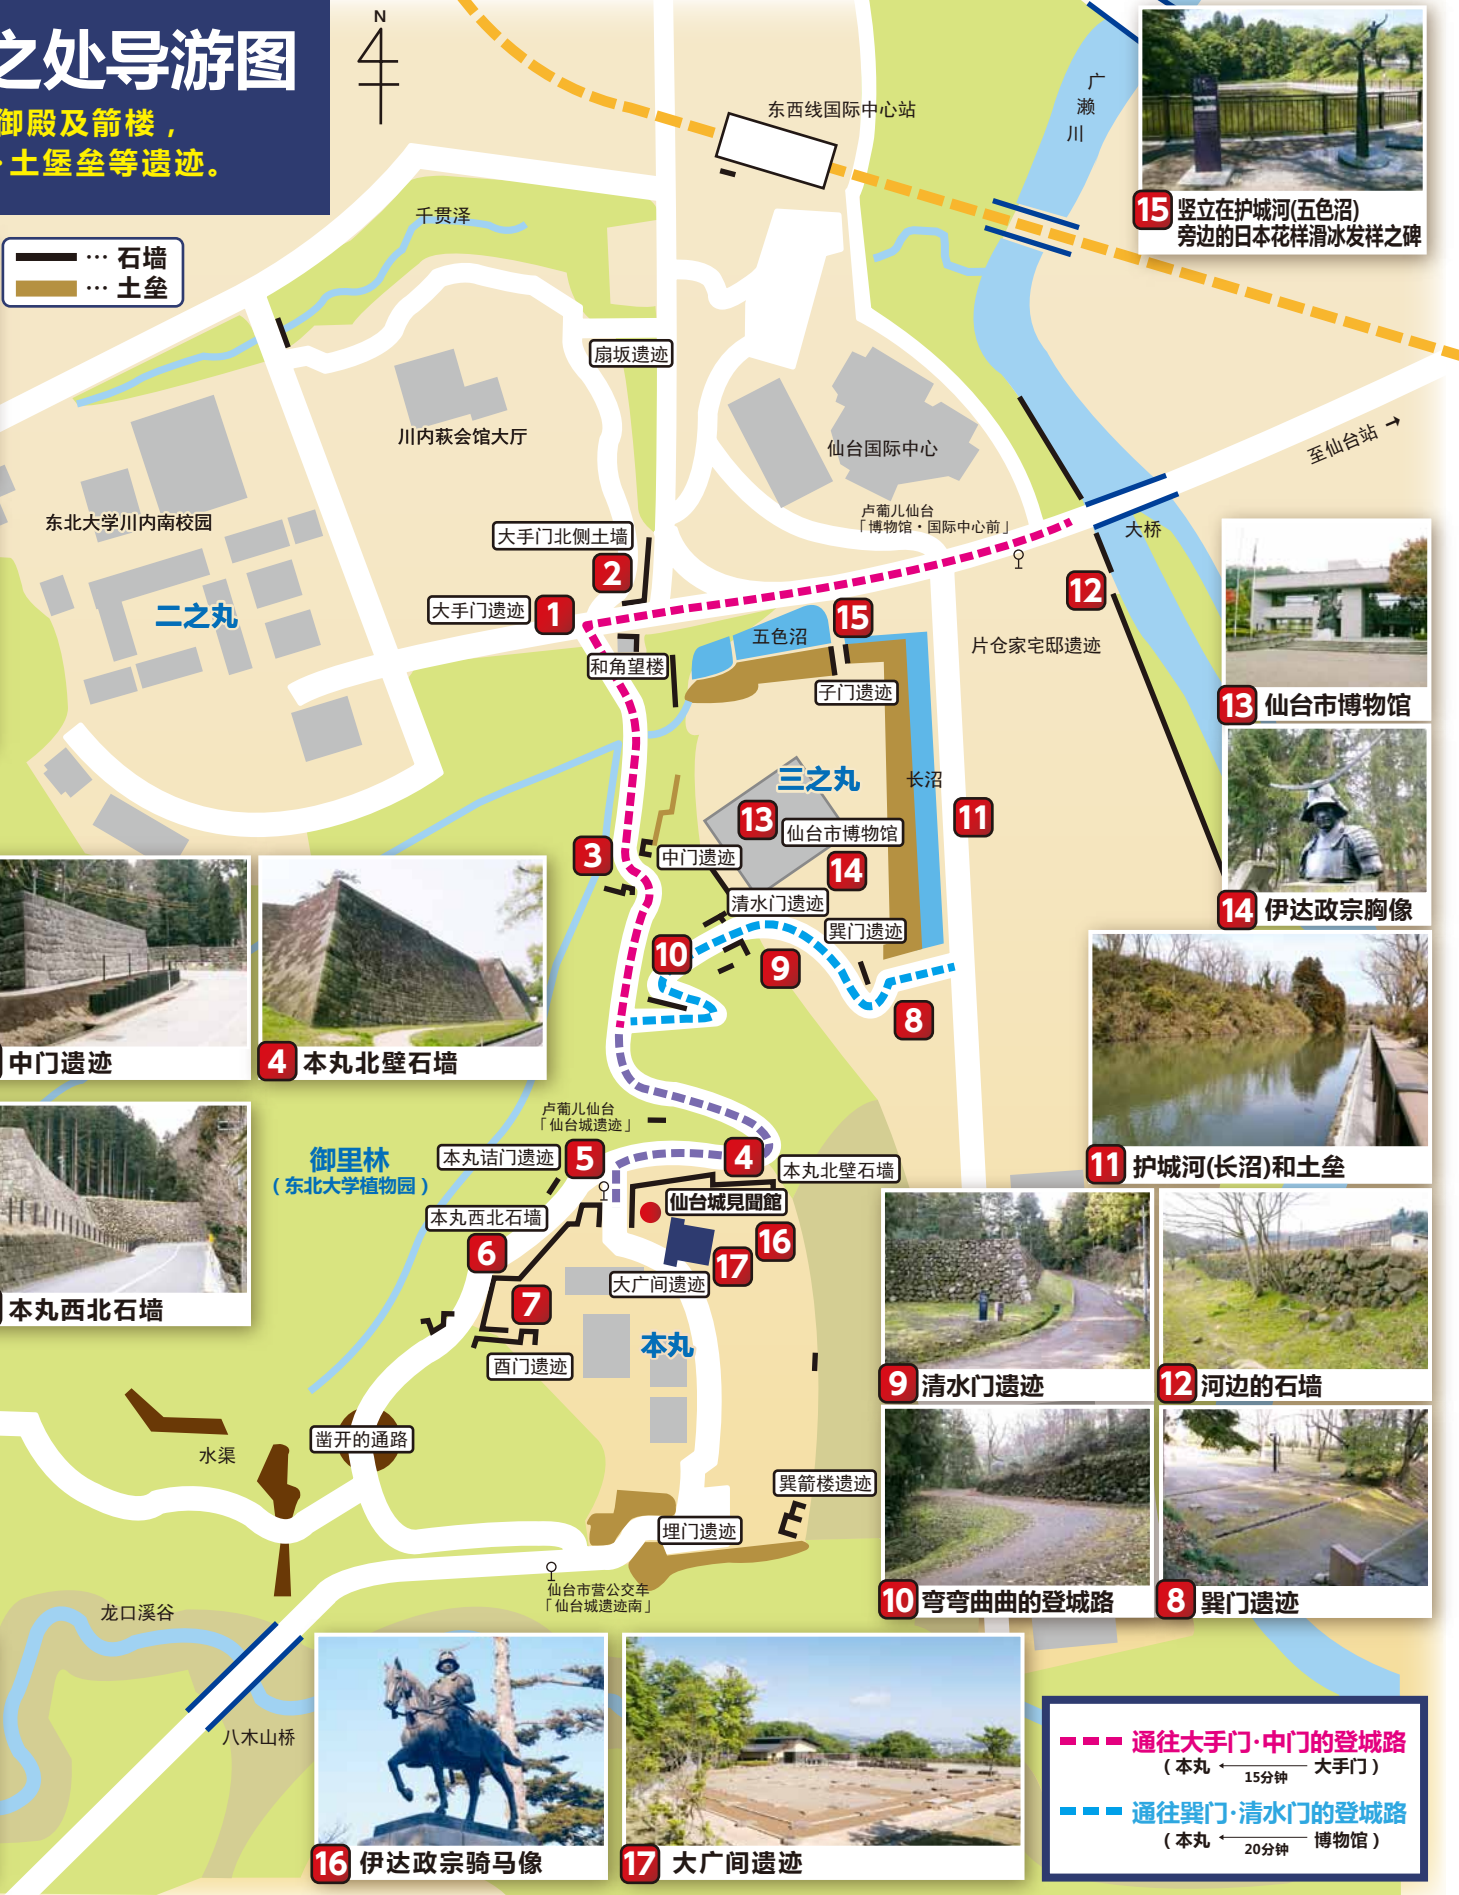 之处导游图
御殿及箭楼，
·土堡垒等遗迹。
N
… 石墙
… 土垒
千贯泽
东西线国际中心站
广
濑
川
15 竖立在护城河(五色沼)
旁边的日本花样滑冰发祥之碑
扇坂遗迹
川内萩会馆大厅
仙台国际中心
至仙台站
东北大学川内南校园
大手门北侧土墙
2
卢葡儿仙台
「博物馆・国际中心前」
大桥
二之丸
大手门遗迹
1
12
15
五色沼
片仓家宅邸遗迹
和角望楼
子门遗迹
13 仙台市博物馆
三之丸
长沼
13
仙台市博物馆
11
3
中门遗迹
14
清水门遗迹
巽门遗迹
14 伊达政宗胸像
10
9
8
中门遗迹
4 本丸北壁石墙
卢葡儿仙台
「仙台城遗迹」
御里林
(东北大学植物园)
本丸诘门遗迹
5
4
本丸北壁石墙
11 护城河(长沼)和土垒
本丸西北石墙
6
仙台城見聞館
16
17
大广间遗迹
7
本丸西北石墙
本丸
酉门遗迹
9 清水门遗迹
12 河边的石墙
凿开的通路
水渠
巽箭楼遗迹
埋门遗迹
仙台市营公交车
「仙台城遗迹南」
10 弯弯曲曲的登城路
8 巽门遗迹
龙口溪谷
八木山桥
16 伊达政宗骑马像
17 大广间遗迹
通往大手门·中门的登城路
(本丸 ← 大手门)
15分钟
通往巽门·清水门的登城路
(本丸 ← 博物馆)
20分钟